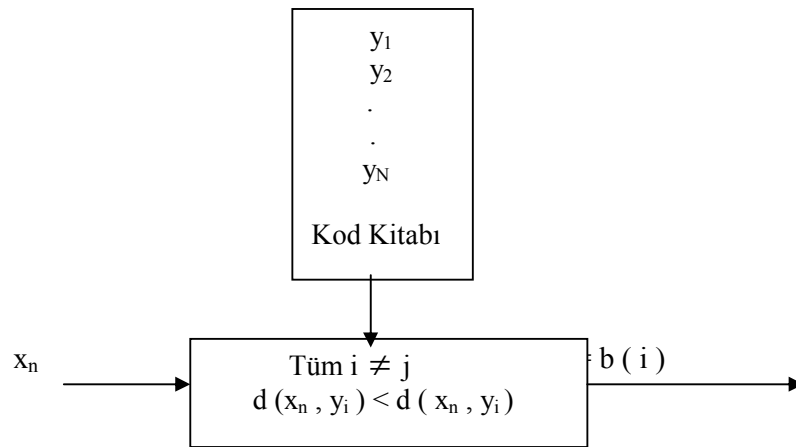 y1
y2
.
.
yN
Kod Kitabı
xn
Tüm i ≠ j
= b ( i )
d (xn , yi ) < d ( xn , yi)